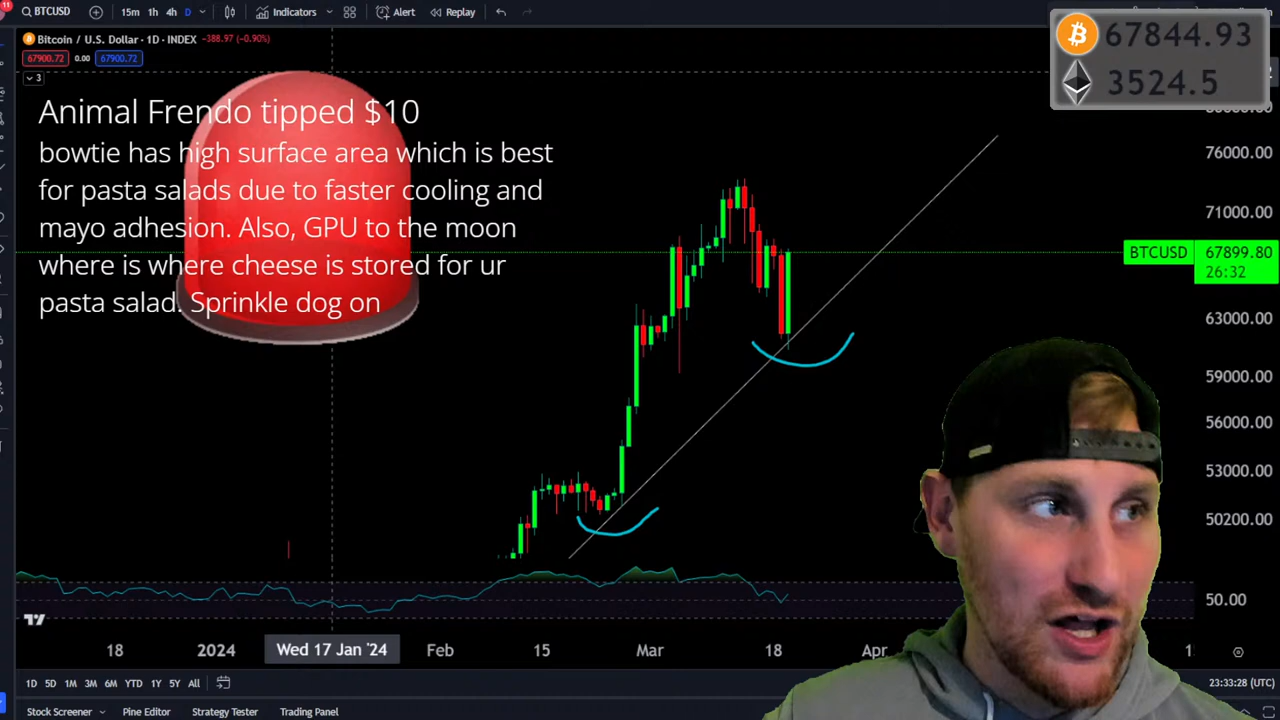 11
BTCUSD
15m 1h 4h D
Indicators
Alert
Replay
67844.93
3524.5
Bitcoin / U.S. Dollar · 1D · INDEX -388.97 (-0.90%)
67900.72 0.00 67900.72
3
Animal Frendo tipped $10
bowtie has high surface area which is best
for pasta salads due to faster cooling and
mayo adhesion. Also, GPU to the moon
where is where cheese is stored for ur
pasta salad. Sprinkle dog on
76000.00
71000.00
BTCUSD 67899.80
26:32
63000.00
59000.00
56000.00
53000.00
50200.00
50.00
18 2024 Wed 17 Jan '24 Feb 15 Mar 18 Apr
1D 5D 1M 3M 6M YTD 1Y 5Y All
23:33:28 (UTC)
Stock Screener Pine Editor Strategy Tester Trading Panel